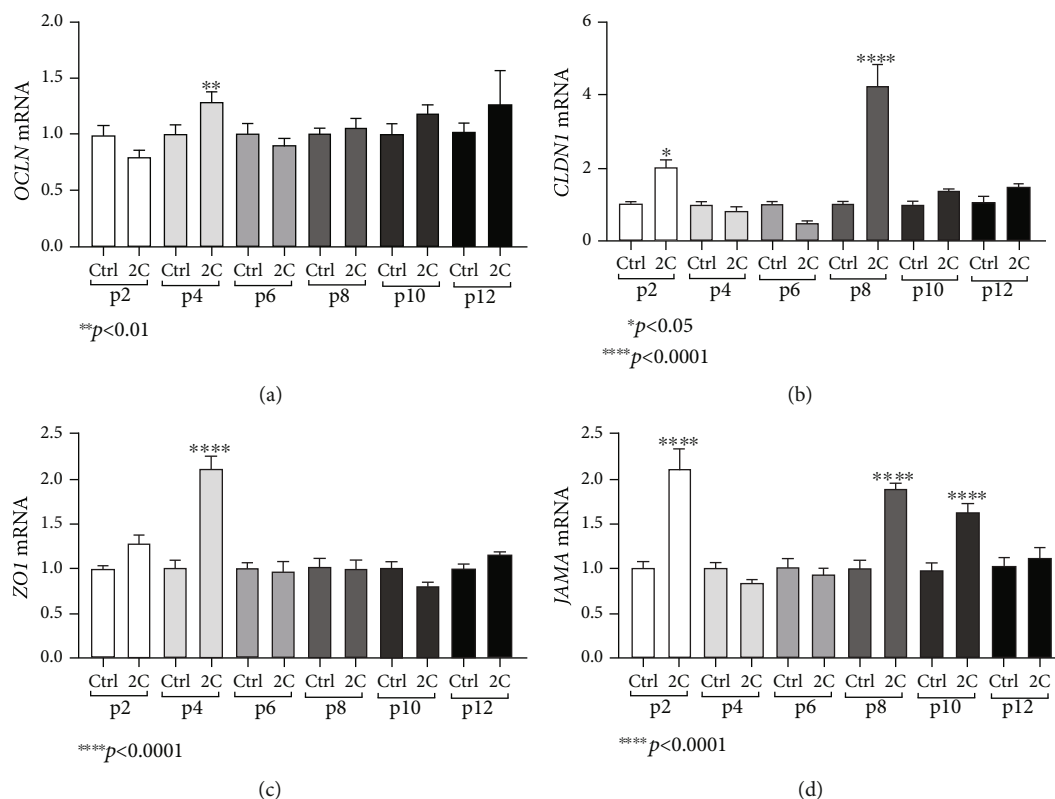 2.0
1.5
1.0
0.5
0.0
OCLN mRNA
**
Ctrl 2C Ctrl 2C Ctrl 2C Ctrl 2C Ctrl 2C Ctrl 2C
p2 p4 p6 p8 p10 p12
**p<0.01
(a)
6
4
2
0
CLDN1 mRNA
* ****
Ctrl 2C Ctrl 2C Ctrl 2C Ctrl 2C Ctrl 2C Ctrl 2C
p2 p4 p6 p8 p10 p12
*p<0.05
****p<0.0001
(b)
2.5
2.0
1.5
1.0
0.5
0.0
ZO1 mRNA
****
Ctrl 2C Ctrl 2C Ctrl 2C Ctrl 2C Ctrl 2C Ctrl 2C
p2 p4 p6 p8 p10 p12
****p<0.0001
(c)
2.5
2.0
1.5
1.0
0.5
0.0
JAMA mRNA
**** **** ****
Ctrl 2C Ctrl 2C Ctrl 2C Ctrl 2C Ctrl 2C Ctrl 2C
p2 p4 p6 p8 p10 p12
****p<0.0001
(d)